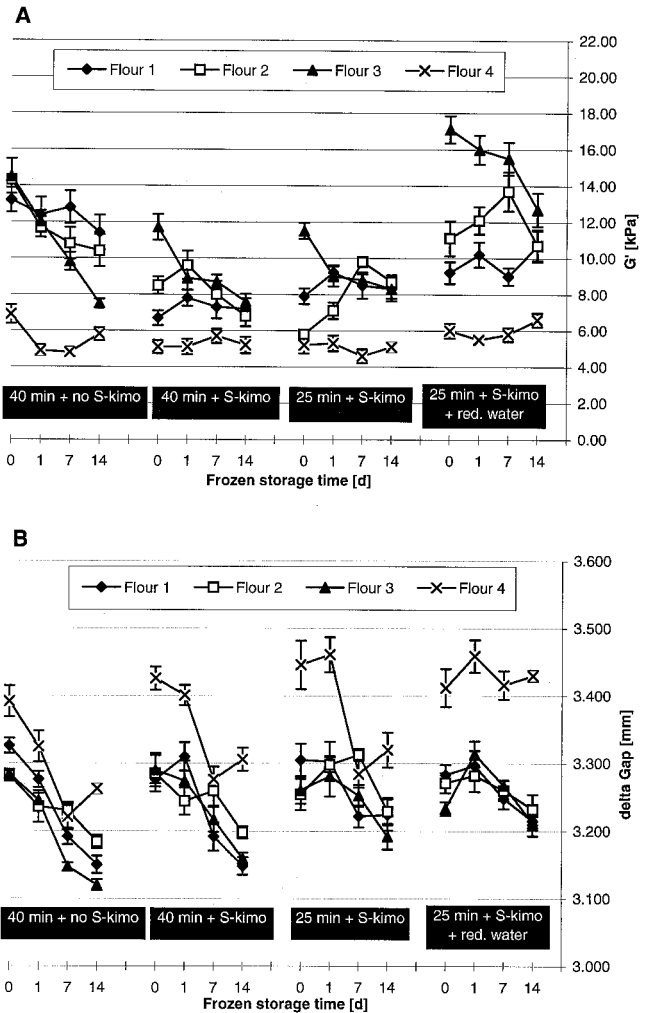 A
22.00
Flour 1 Flour 2 Flour 3 Flour 4
20.00
18.00
16.00
14.00
12.00
10.00
8.00
6.00
4.00
2.00
0.00
G' [kPa]
40 min + no S-kimo 40 min + S-kimo 25 min + S-kimo 25 min + S-kimo
+ red. water
0 1 7 14 0 1 7 14 0 1 7 14 0 1 7 14
Frozen storage time [d]
B
3.600
Flour 1 Flour 2 Flour 3 Flour 4
3.500
3.400
3.300
3.200
3.100
3.000
delta Gap [mm]
40 min + no S-kimo 40 min + S-kimo 25 min + S-kimo 25 min + S-kimo
+ red. water
0 1 7 14 0 1 7 14 0 1 7 14 0 1 7 14
Frozen storage time [d]